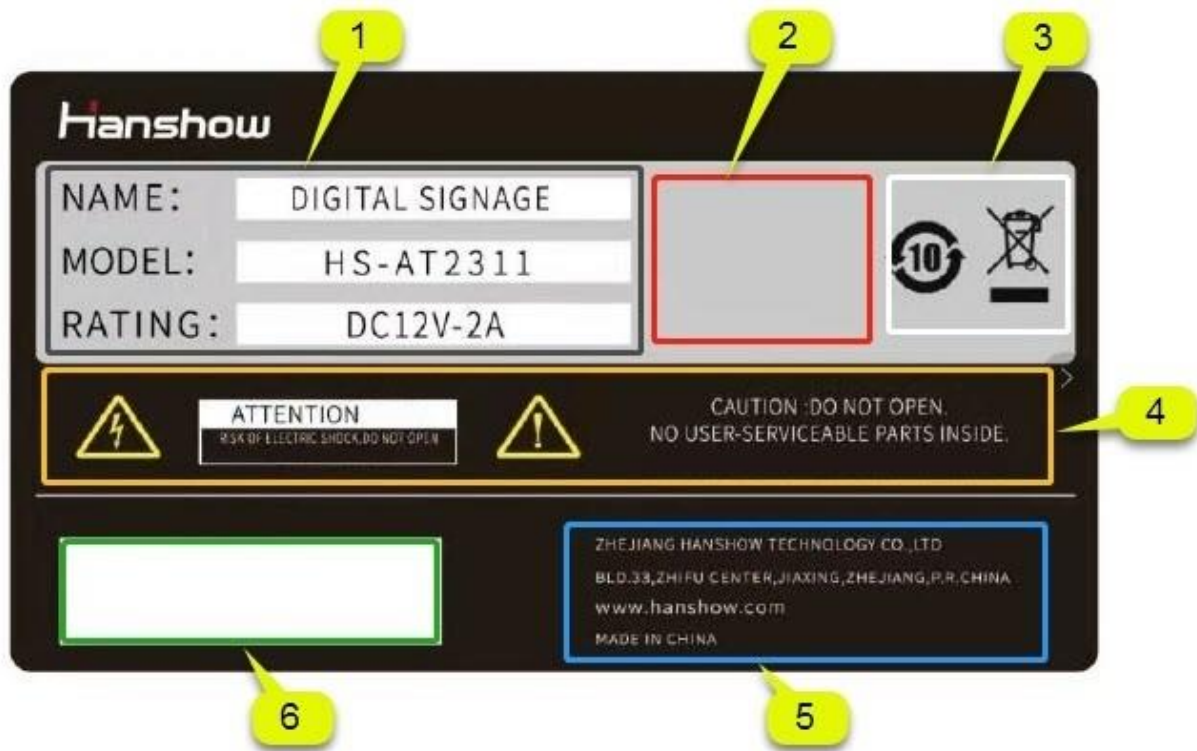 1
2
3
Hanshow
NAME: DIGITAL SIGNAGE
MODEL: HS-AT2311
RATING: DC12V-2A
10
ATTENTION
RISK OF ELECTRIC SHOCK,DO NOT OPEN
CAUTION :DO NOT OPEN.
NO USER-SERVICEABLE PARTS INSIDE.
4
ZHEJIANG HANSHOW TECHNOLOGY CO.,LTD
BLD.33,ZHIFU CENTER,JIAXING,ZHEJIANG,P.R.CHINA
www.hanshow.com
MADE IN CHINA
6
5